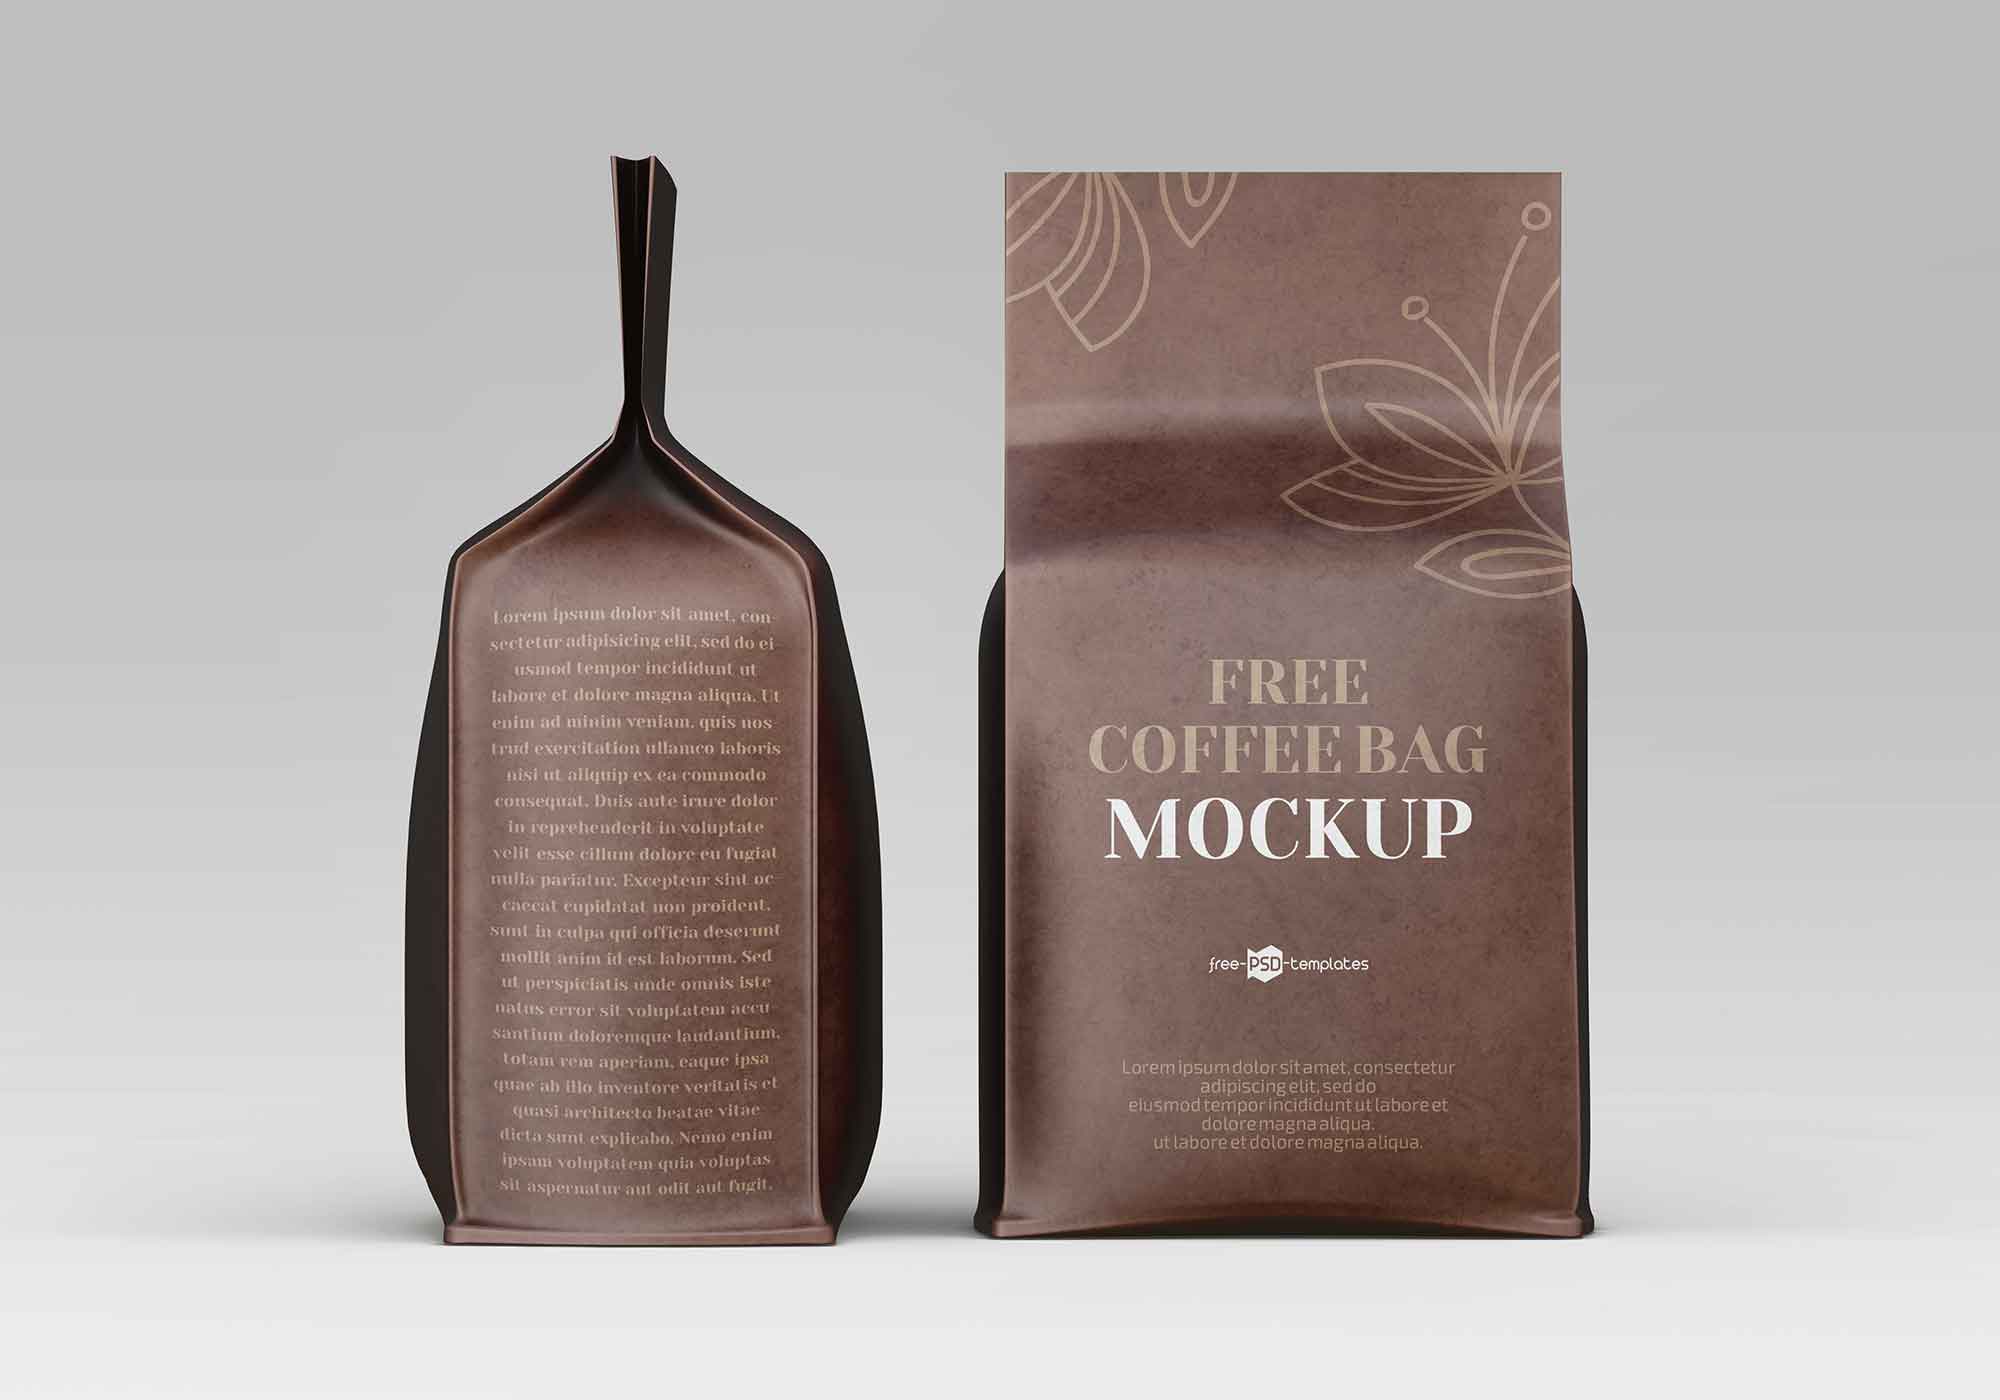 Lorem ipsum dolor sit amet, con-
sectetur adipisicing elit, sed do ei-
usmod tempor incididunt ut
labore et dolore magna aliqua. Ut
enim ad minim veniam, quis nos-
trud exercitation ullamco laboris
nisi ut aliquip ex ea commodo
consequat. Duis aute irure dolor
in reprehenderit in voluptate
velit esse cillum dolore eu fugiat
nulla pariatur. Excepteur sint oc-
caecat cupidatat non proident,
sunt in culpa qui officia deserunt
mollit anim id est laborum. Sed
ut perspiciatis unde omnis iste
natus error sit voluptatem accu-
santium doloremque laudantium,
totam rem aperiam, eaque ipsa
quae ab illo inventore veritatis et
quasi architecto beatae vitae
dicta sunt explicabo. Nemo enim
ipsam voluptatem quia voluptas
sit aspernatur aut odit aut fugit,
FREE
COFFEE BAG
MOCKUP
free-PSD-templates
Lorem ipsum dolor sit amet, consectetur
adipiscing elit, sed do
eiusmod tempor incididunt ut labore et
dolore magna aliqua.
ut labore et dolore magna aliqua.